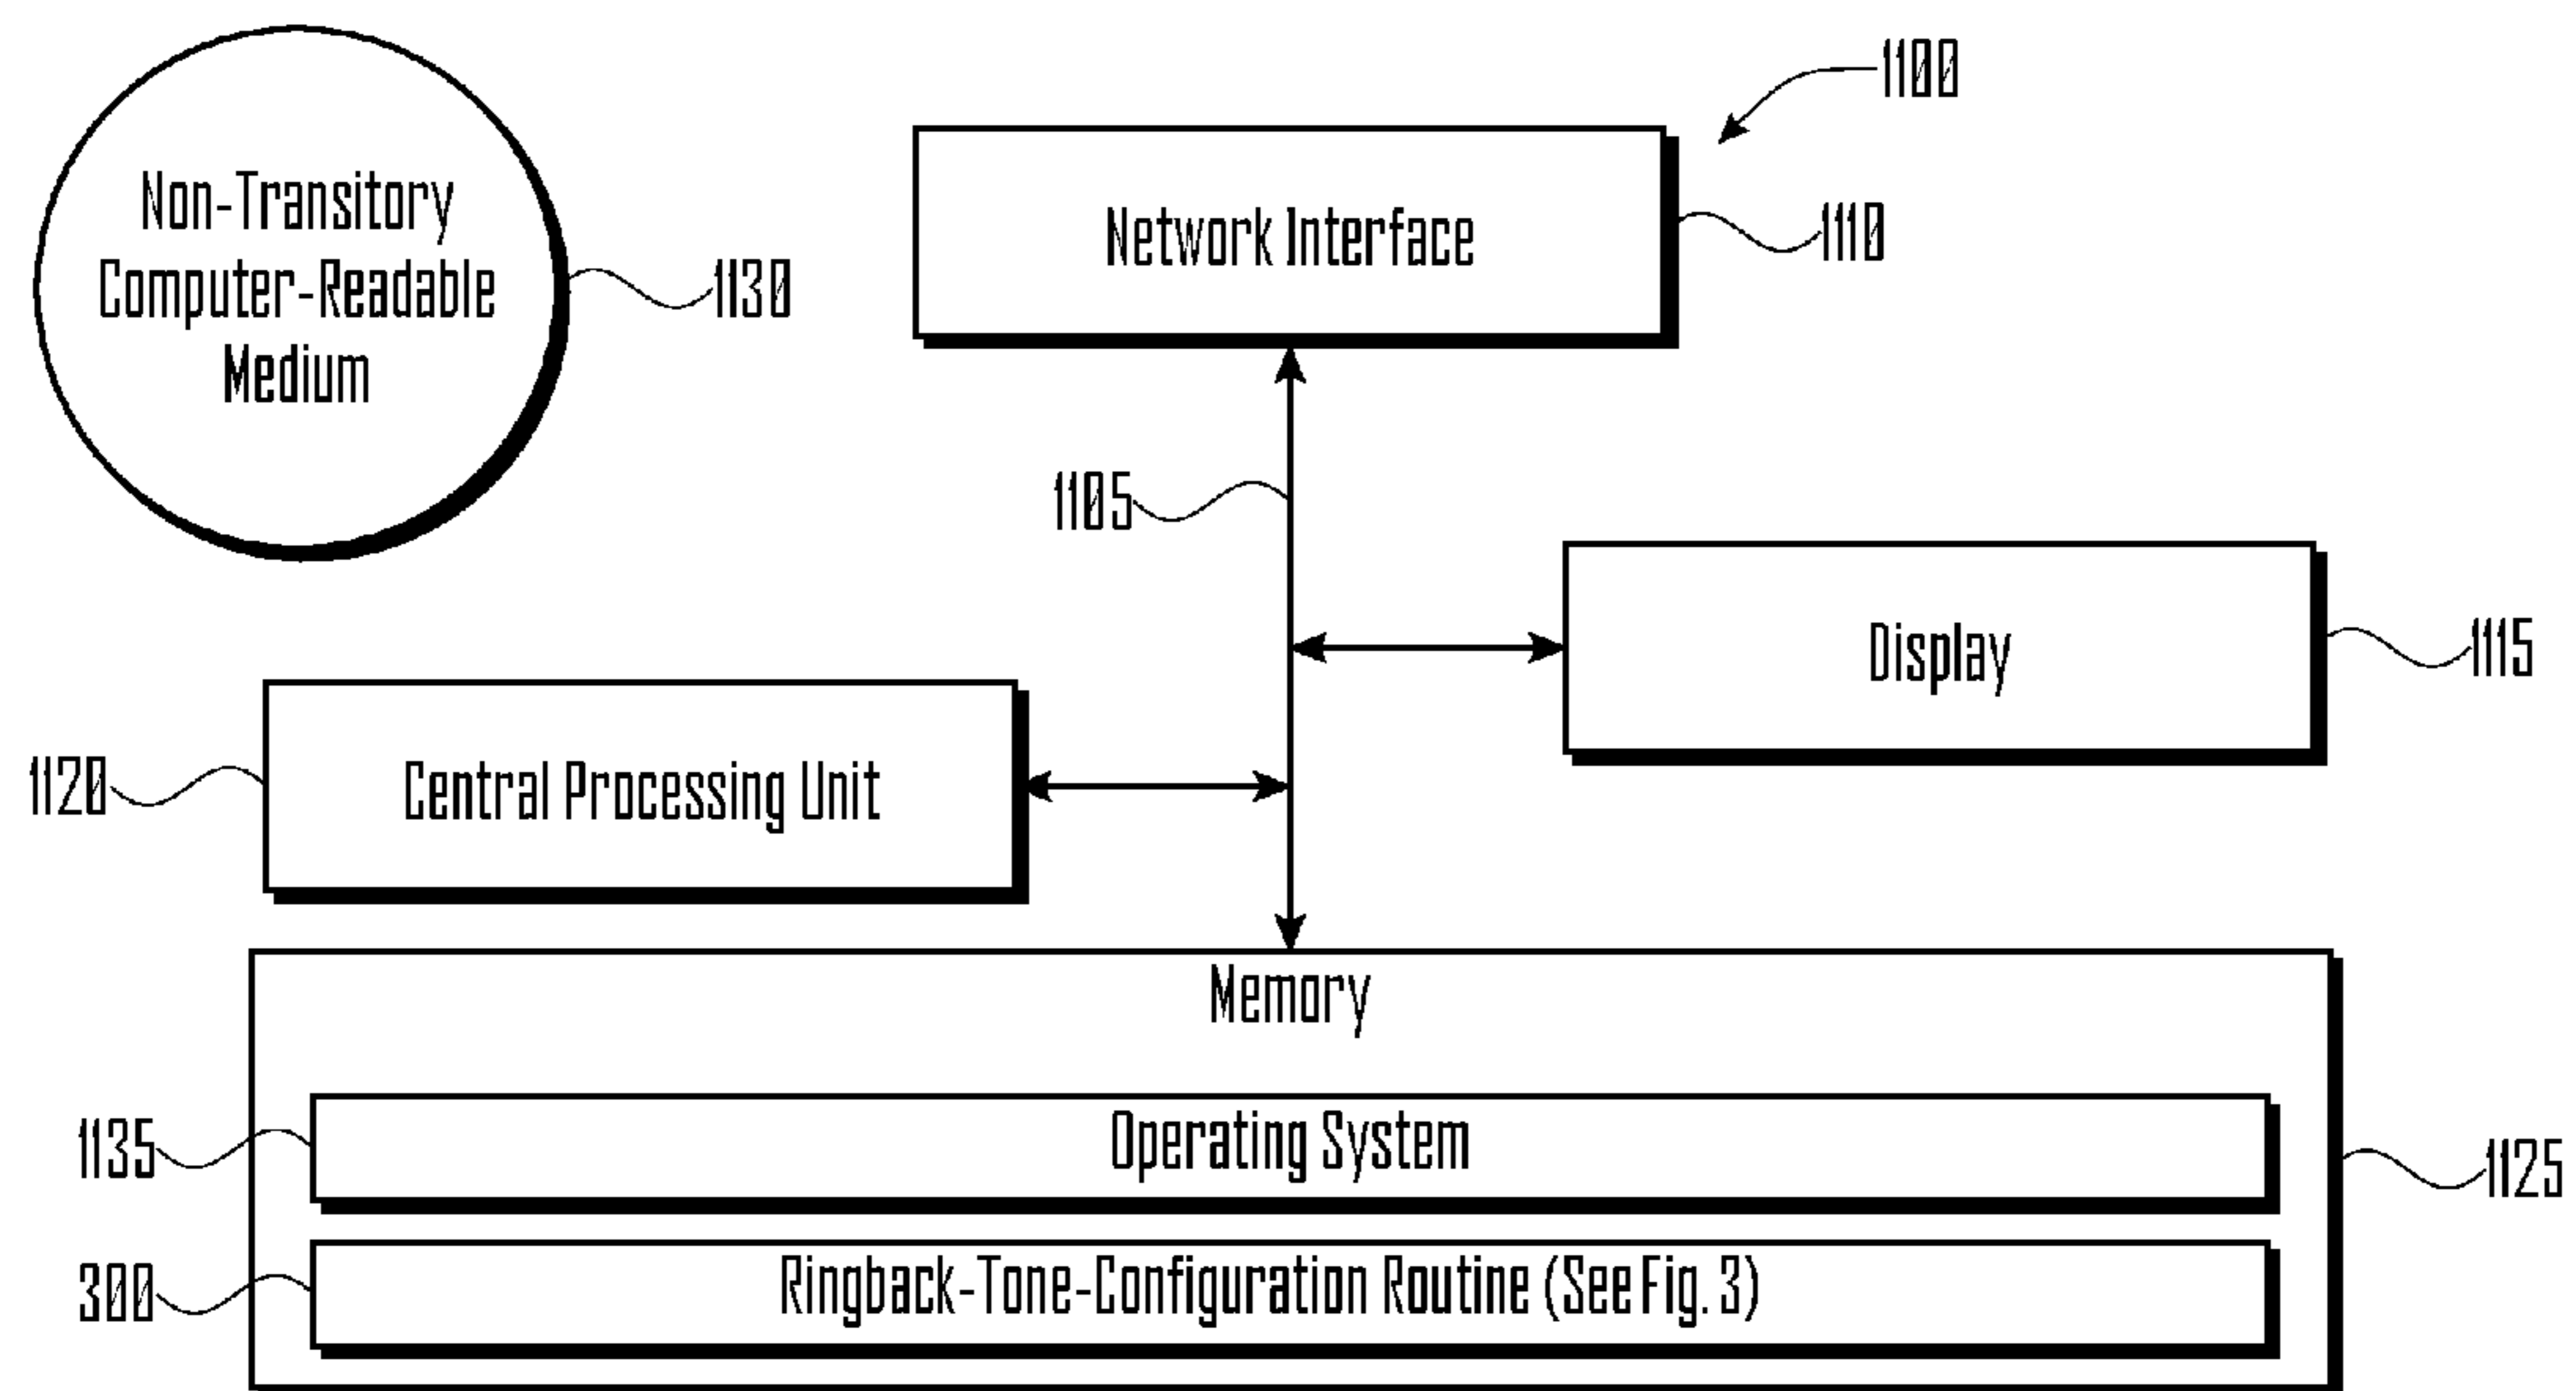 1100
Non-Transitory
Computer-Readable
Medium
1130
Network Interface
1110
1105
Display
1115
Central Processing Unit
1120
Memory
1135
Operating System
1125
300
Ringback-Tone-Configuration Routine (See Fig. 3)